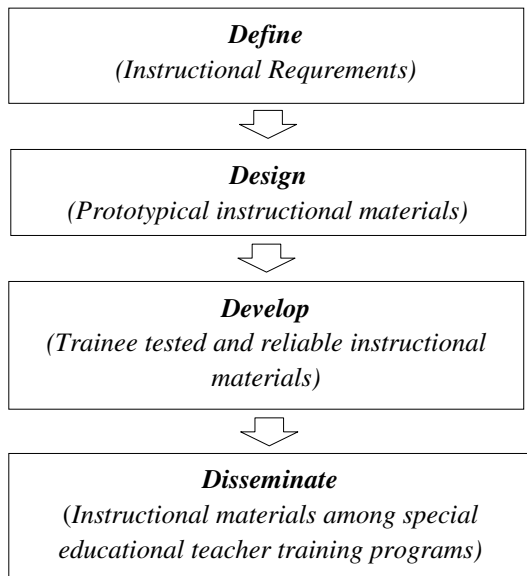 Define
(Instructional Requrements)
Design
(Prototypical instructional materials)
Develop
(Trainee tested and reliable instructional
materials)
Disseminate
(Instructional materials among special
educational teacher training programs)